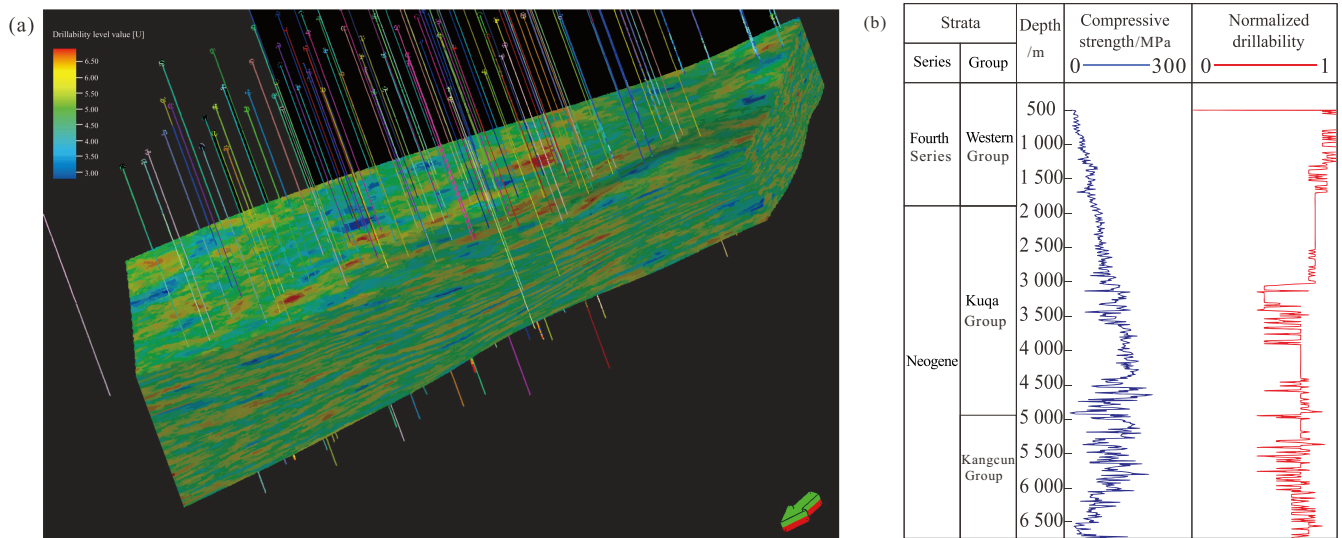 (a)
Drillability level value [U]
6.50
6.00
5.50
5.00
4.50
4.00
3.50
3.00
(b)
Strata
Depth
/m
Compressive
strength/MPa
0 300
Normalized
drillability
0 1
Series
Group
Fourth
Series
Western
Group
Neogene
Kuqa
Group
Kangcun
Group
500
1 000
1 500
2 000
2 500
3 000
3 500
4 000
4 500
5 000
5 500
6 000
6 500